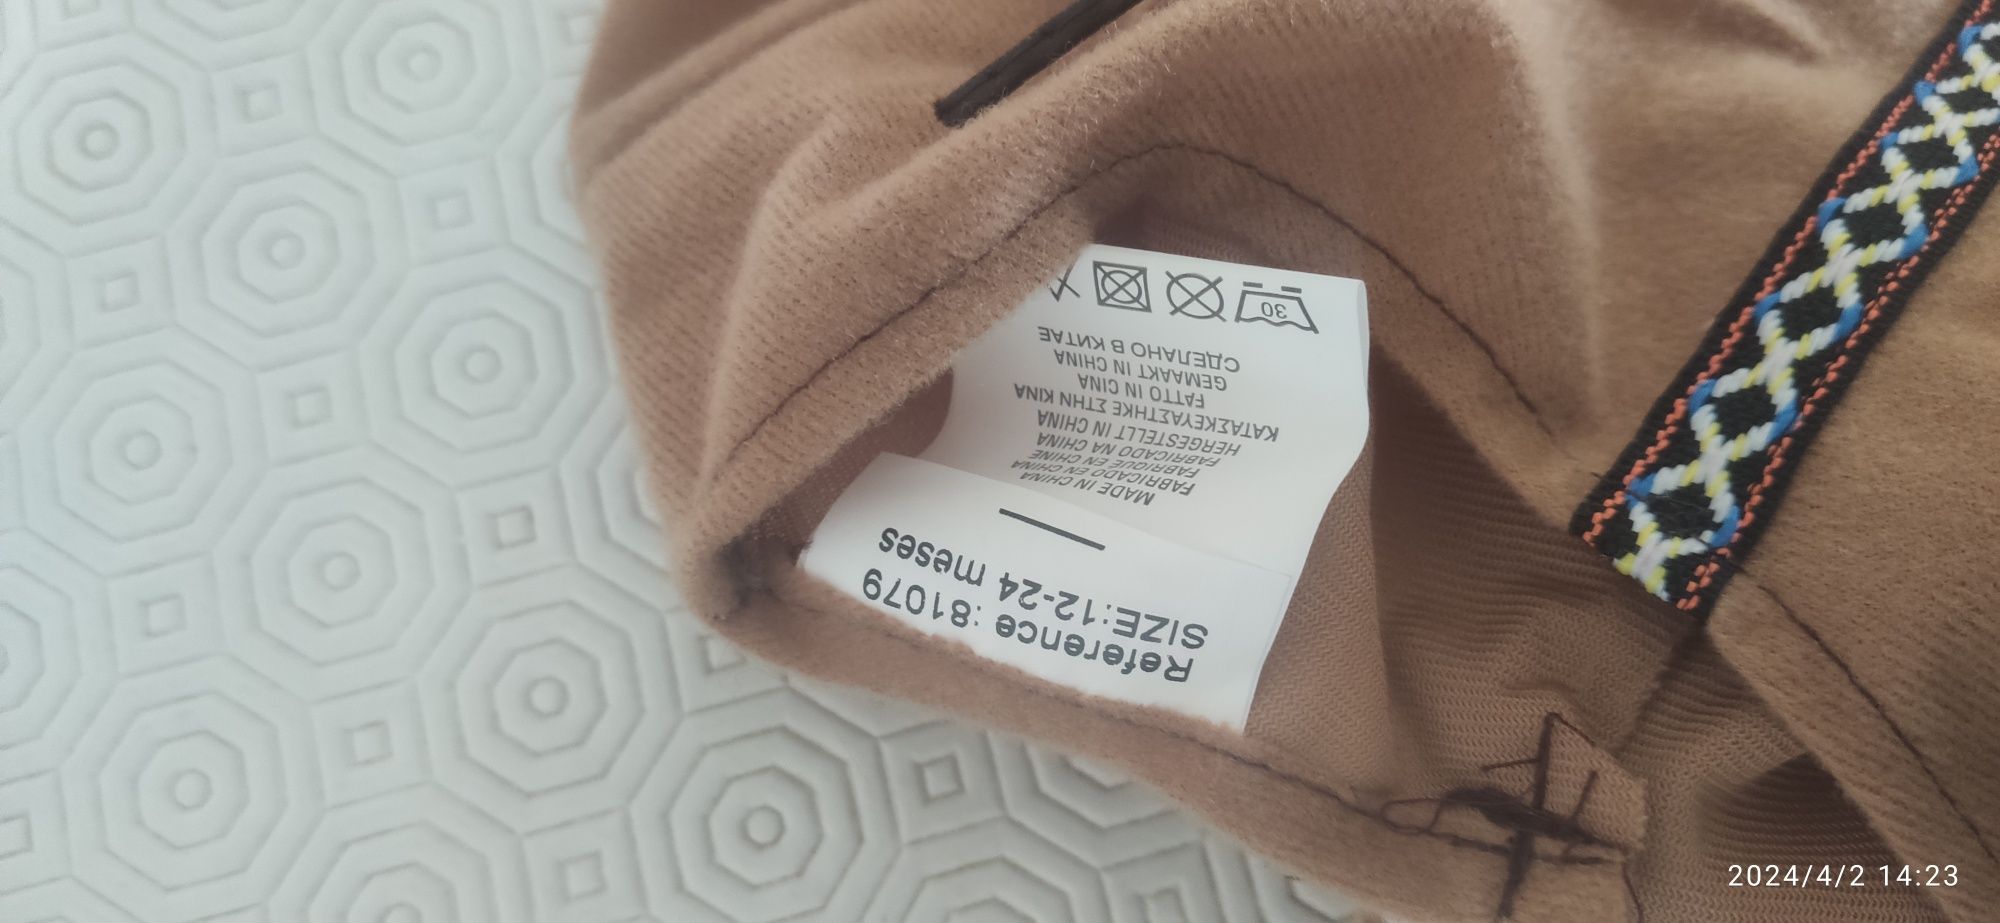 Reference :81079
SIZE:12-24 meses
MADE IN CHINA
FABRICADO EN CHINA
FABRIQUE EN CHINE
FABRICADO NA CHINA
HERGESTELLT IN CHINA
ΚΑΤΑΣΚΕΥΑΣΤΗΚΕ ΣΤΗΝ ΚΙΝΑ
FATTO IN CINA
GEMAAKT IN CHINA
СДЕЛАНО В КИТАЕ
30
2024/4/2 14:23